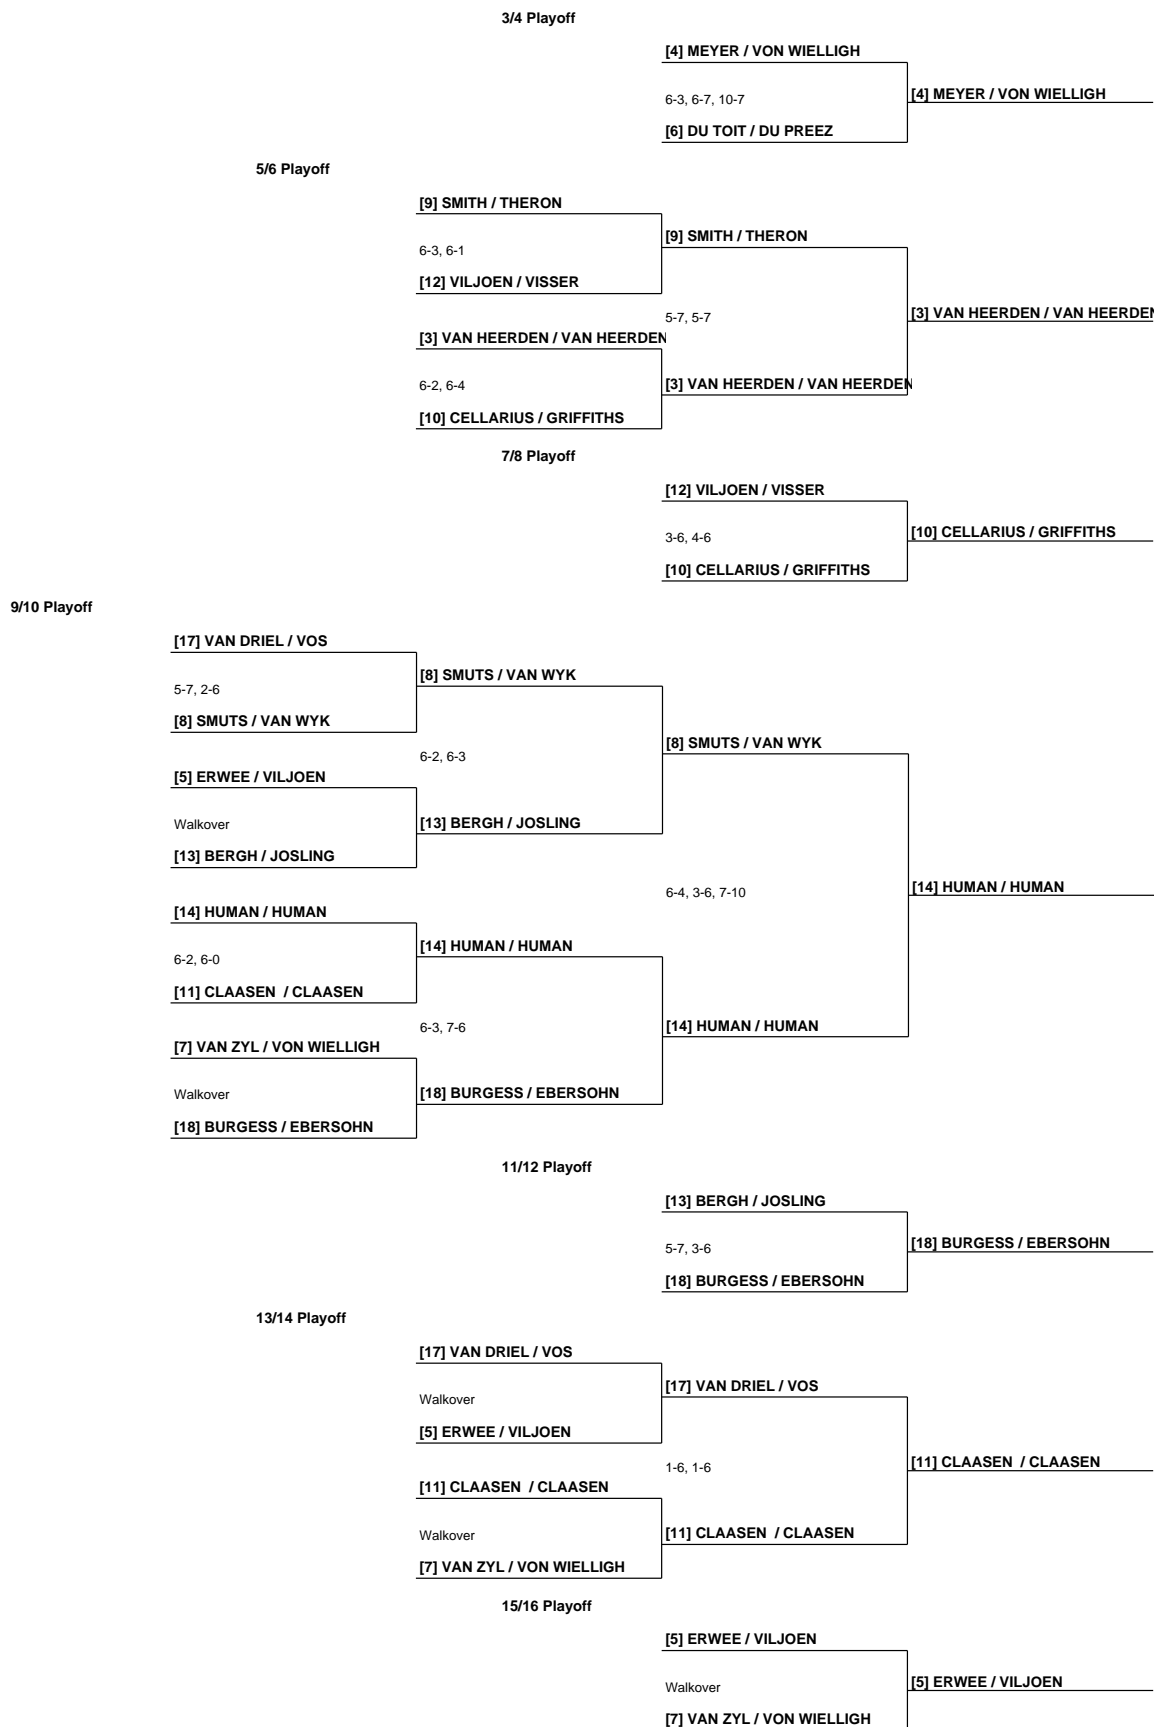 3/4 Playoff
[4] MEYER / VON WIELLIGH
6-3, 6-7, 10-7
[4] MEYER / VON WIELLIGH
[6] DU TOIT / DU PREEZ
5/6 Playoff
[9] SMITH / THERON
[9] SMITH / THERON
6-3, 6-1
[12] VILJOEN / VISSER
5-7, 5-7
[3] VAN HEERDEN / VAN HEERDEN
[3] VAN HEERDEN / VAN HEERDEN
6-2, 6-4
[3] VAN HEERDEN / VAN HEERDEN
[10] CELLARIUS / GRIFFITHS
7/8 Playoff
[12] VILJOEN / VISSER
3-6, 4-6
[10] CELLARIUS / GRIFFITHS
[10] CELLARIUS / GRIFFITHS
9/10 Playoff
[17] VAN DRIEL / VOS
[8] SMUTS / VAN WYK
5-7, 2-6
[8] SMUTS / VAN WYK
[8] SMUTS / VAN WYK
6-2, 6-3
[5] ERWEE / VILJOEN
Walkover
[13] BERGH / JOSLING
[13] BERGH / JOSLING
6-4, 3-6, 7-10
[14] HUMAN / HUMAN
[14] HUMAN / HUMAN
[14] HUMAN / HUMAN
6-2, 6-0
[11] CLAASEN / CLAASEN
6-3, 7-6
[14] HUMAN / HUMAN
[7] VAN ZYL / VON WIELLIGH
Walkover
[18] BURGESS / EBERSOHN
[18] BURGESS / EBERSOHN
11/12 Playoff
[13] BERGH / JOSLING
5-7, 3-6
[18] BURGESS / EBERSOHN
[18] BURGESS / EBERSOHN
13/14 Playoff
[17] VAN DRIEL / VOS
[17] VAN DRIEL / VOS
Walkover
[5] ERWEE / VILJOEN
1-6, 1-6
[11] CLAASEN / CLAASEN
[11] CLAASEN / CLAASEN
Walkover
[11] CLAASEN / CLAASEN
[7] VAN ZYL / VON WIELLIGH
15/16 Playoff
[5] ERWEE / VILJOEN
Walkover
[5] ERWEE / VILJOEN
[7] VAN ZYL / VON WIELLIGH